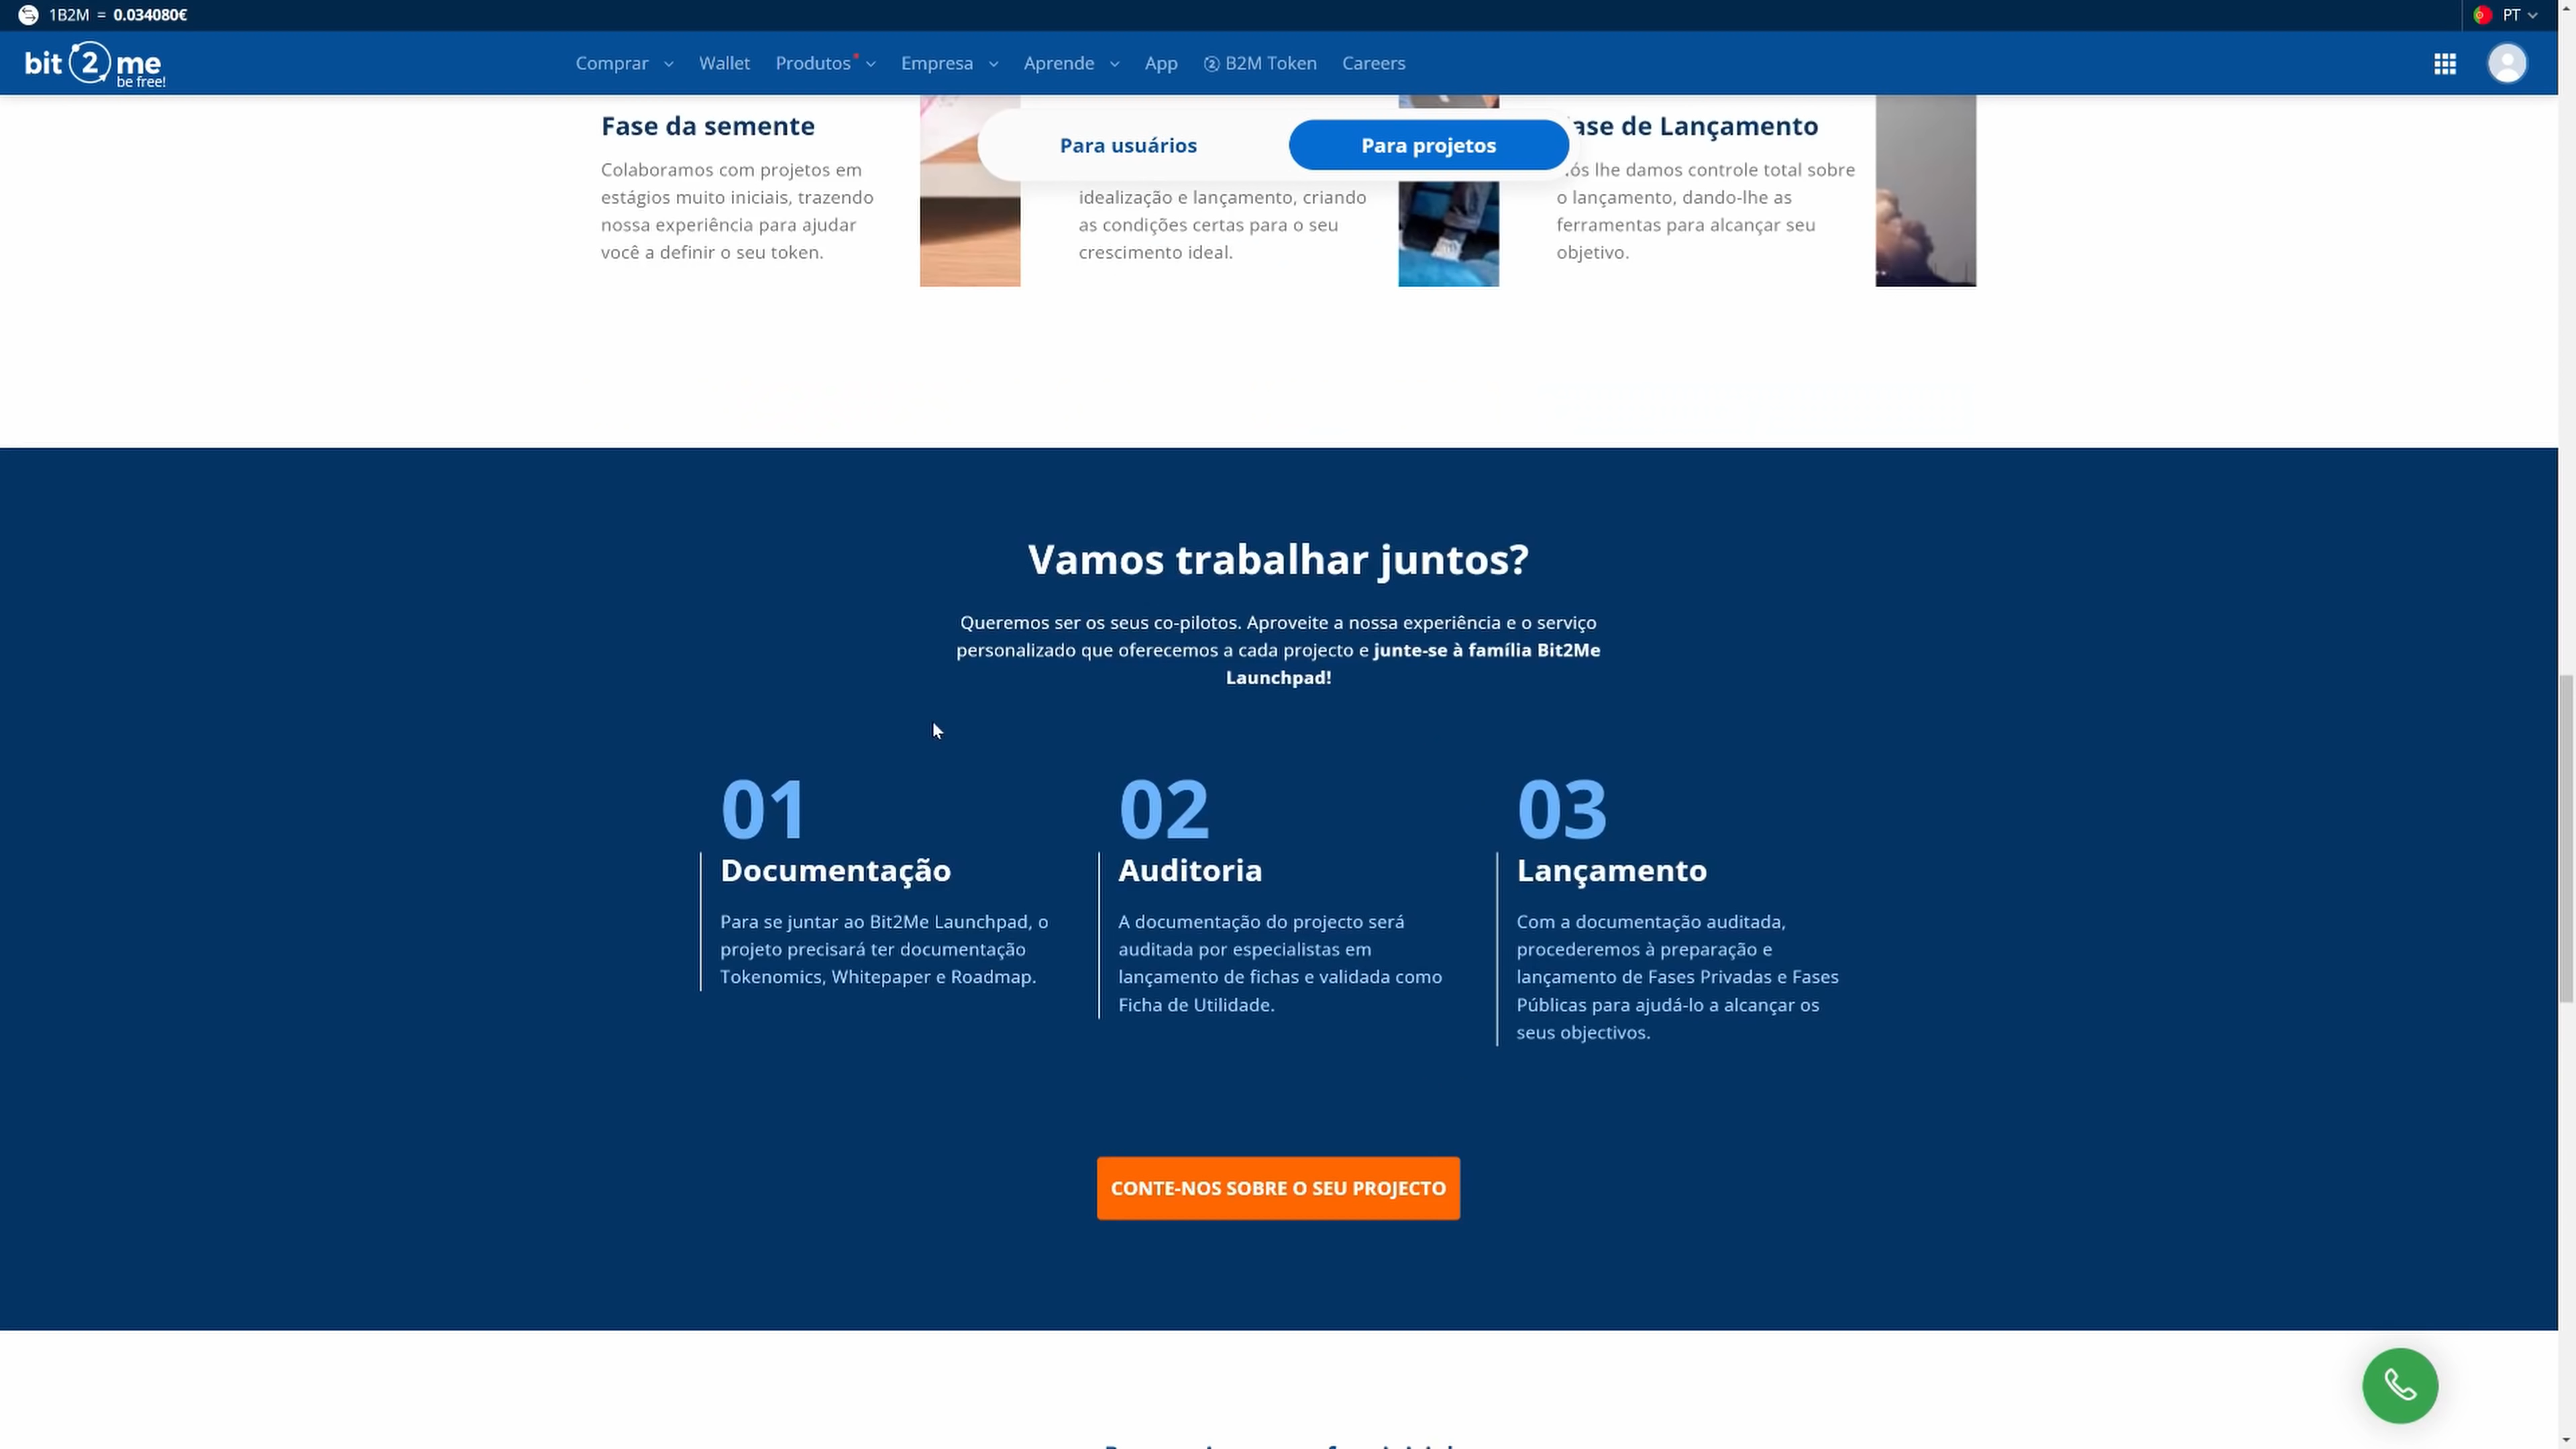 1B2M = 0.034080€
PT
bit 2 me
be free!
Comprar
Wallet
Produtos
Empresa
Aprende
App
B2M Token
Careers
Para usuários
Para projetos
Fase da semente
Colaboramos com projetos em
estágios muito iniciais, trazendo
nossa experiência para ajudar
você a definir o seu token.
idealização e lançamento, criando
as condições certas para o seu
crescimento ideal.
ase de Lançamento
ós lhe damos controle total sobre
o lançamento, dando-lhe as
ferramentas para alcançar seu
objetivo.
Vamos trabalhar juntos?
Queremos ser os seus co-pilotos. Aproveite a nossa experiência e o serviço
personalizado que oferecemos a cada projecto e junte-se à família Bit2Me
Launchpad!
01
Documentação
Para se juntar ao Bit2Me Launchpad, o
projeto precisará ter documentação
Tokenomics, Whitepaper e Roadmap.
02
Auditoria
A documentação do projecto será
auditada por especialistas em
lançamento de fichas e validada como
Ficha de Utilidade.
03
Lançamento
Com a documentação auditada,
procederemos à preparação e
lançamento de Fases Privadas e Fases
Públicas para ajudá-lo a alcançar os
seus objectivos.
CONTE-NOS SOBRE O SEU PROJECTO